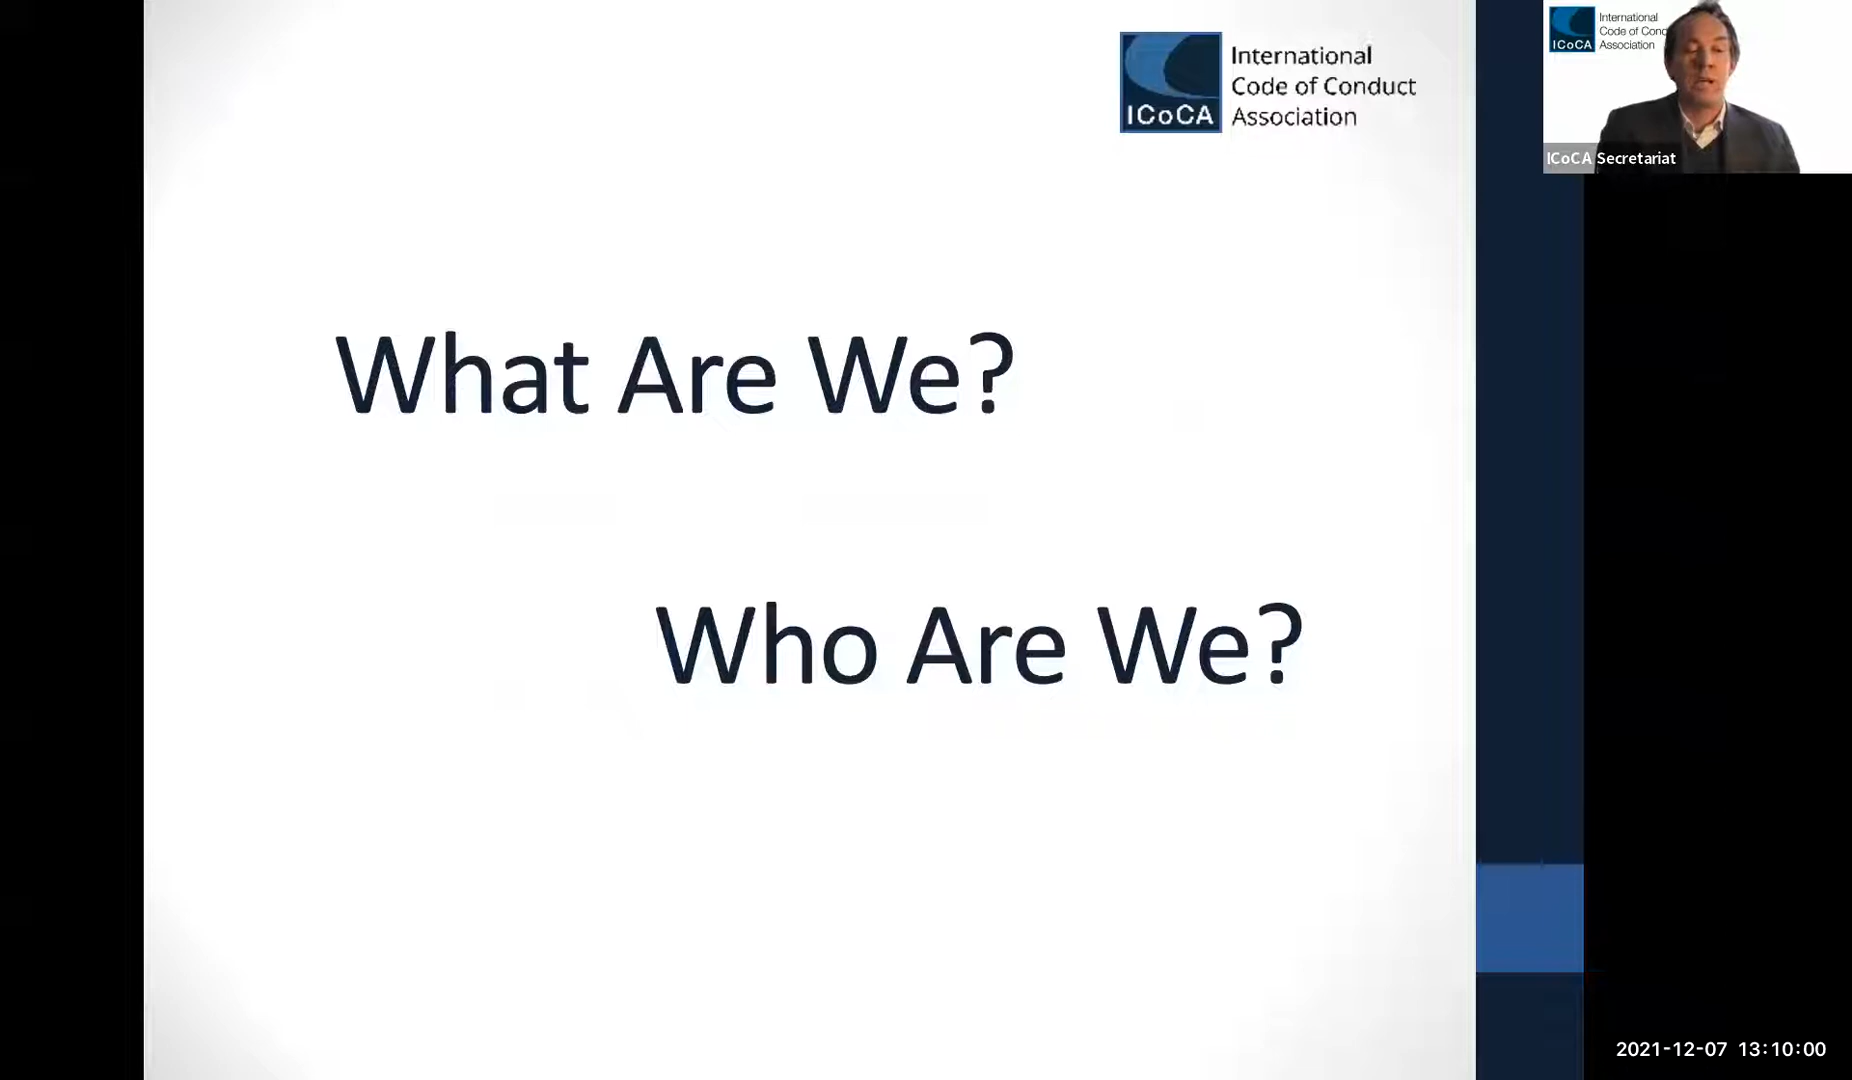 International
Code of Conduct
Association
ICoCA
What Are We?
Who Are We?
International
Code of Conc
Association
ICoCA
ICoCA Secretariat
2021-12-07 13:10:00